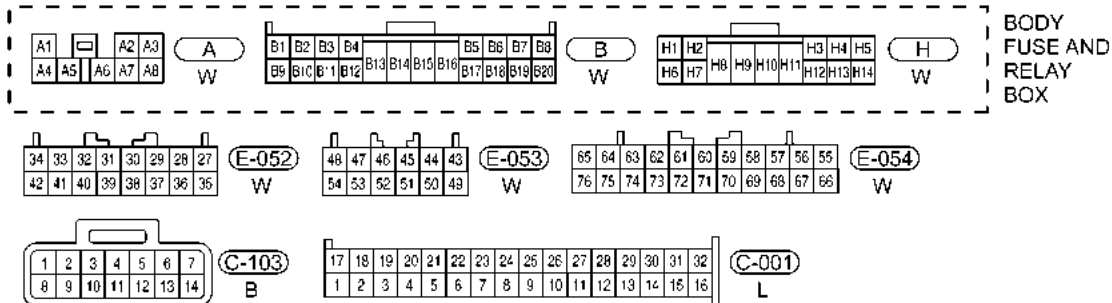 A1 A2 A3 A B1 B2 B3 B4 B5 B6 B7 B8 B H1 H2 H3 H4 H5 H BODY
A4 A5 A6 A7 A8 W B9 B10 B11 B12 B13 B14 B15 B16 B17 B18 B19 B20 W H6 H7 H8 H9 H10 H11 H12 H13 H14 W FUSE AND
RELAY
BOX
34 33 32 31 30 29 28 27 E-052 48 47 46 45 44 43 E-053 65 64 63 62 61 60 59 58 57 56 55 E-054
42 41 40 39 38 37 36 35 W 54 53 52 51 50 49 W 76 75 74 73 72 71 70 69 68 67 66 W
1 2 3 4 5 6 7 C-103 17 18 19 20 21 22 23 24 25 26 27 28 29 30 31 32 C-001
8 9 10 11 12 13 14 B 1 2 3 4 5 6 7 8 9 10 11 12 13 14 15 16 L